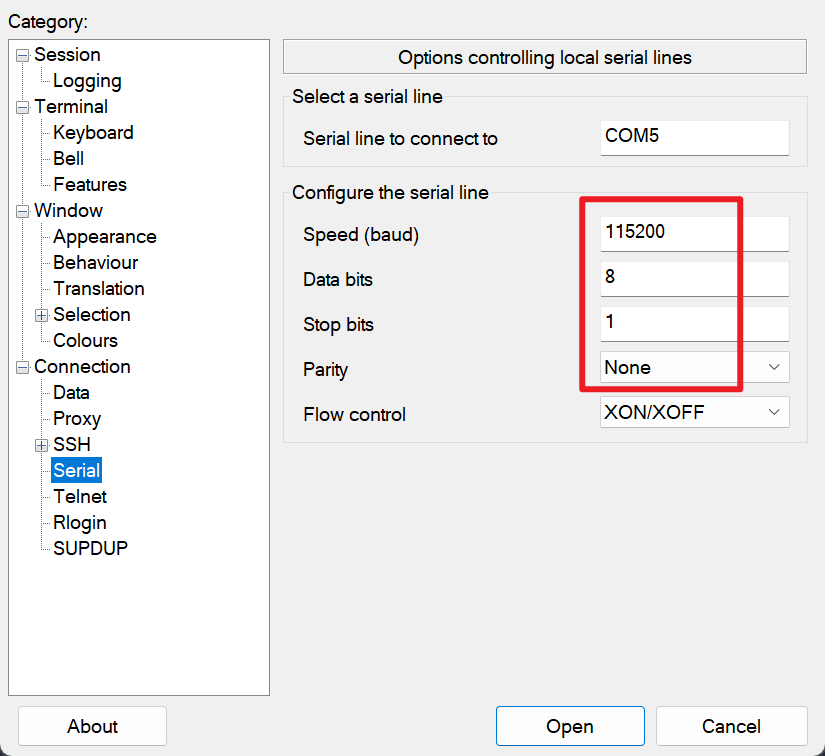 Category:
Session
Logging
Terminal
Keyboard
Bell
Features
Window
Appearance
Behaviour
Translation
Selection
Colours
Connection
Data
Proxy
SSH
Serial
Telnet
Rlogin
SUPDUP
Options controlling local serial lines
Select a serial line
Serial line to connect to COM5
Configure the serial line
Speed (baud) 115200
Data bits 8
Stop bits 1
Parity None
Flow control XON/XOFF
About Open Cancel